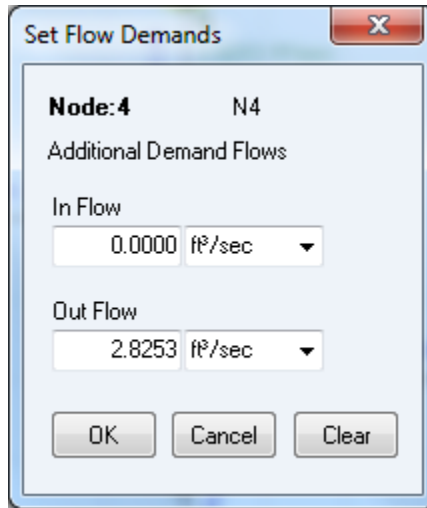 Set Flow Demands
Node:4 N4
Additional Demand Flows
In Flow
0.0000 ft³/sec
Out Flow
2.8253 ft³/sec
OK Cancel Clear